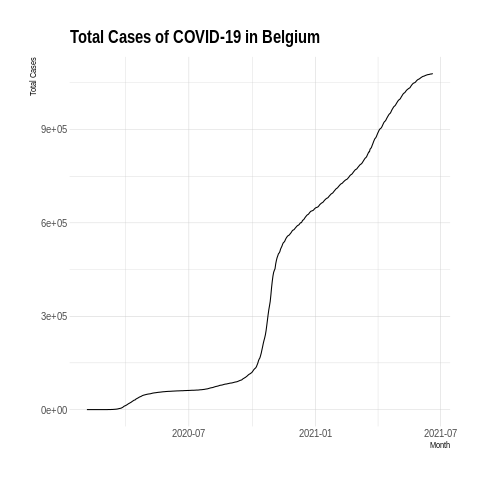 Total Cases of COVID-19 in Belgium
Total Cases
9e+05
6e+05
3e+05
0e+00
2020-07
2021-01
2021-07
Month